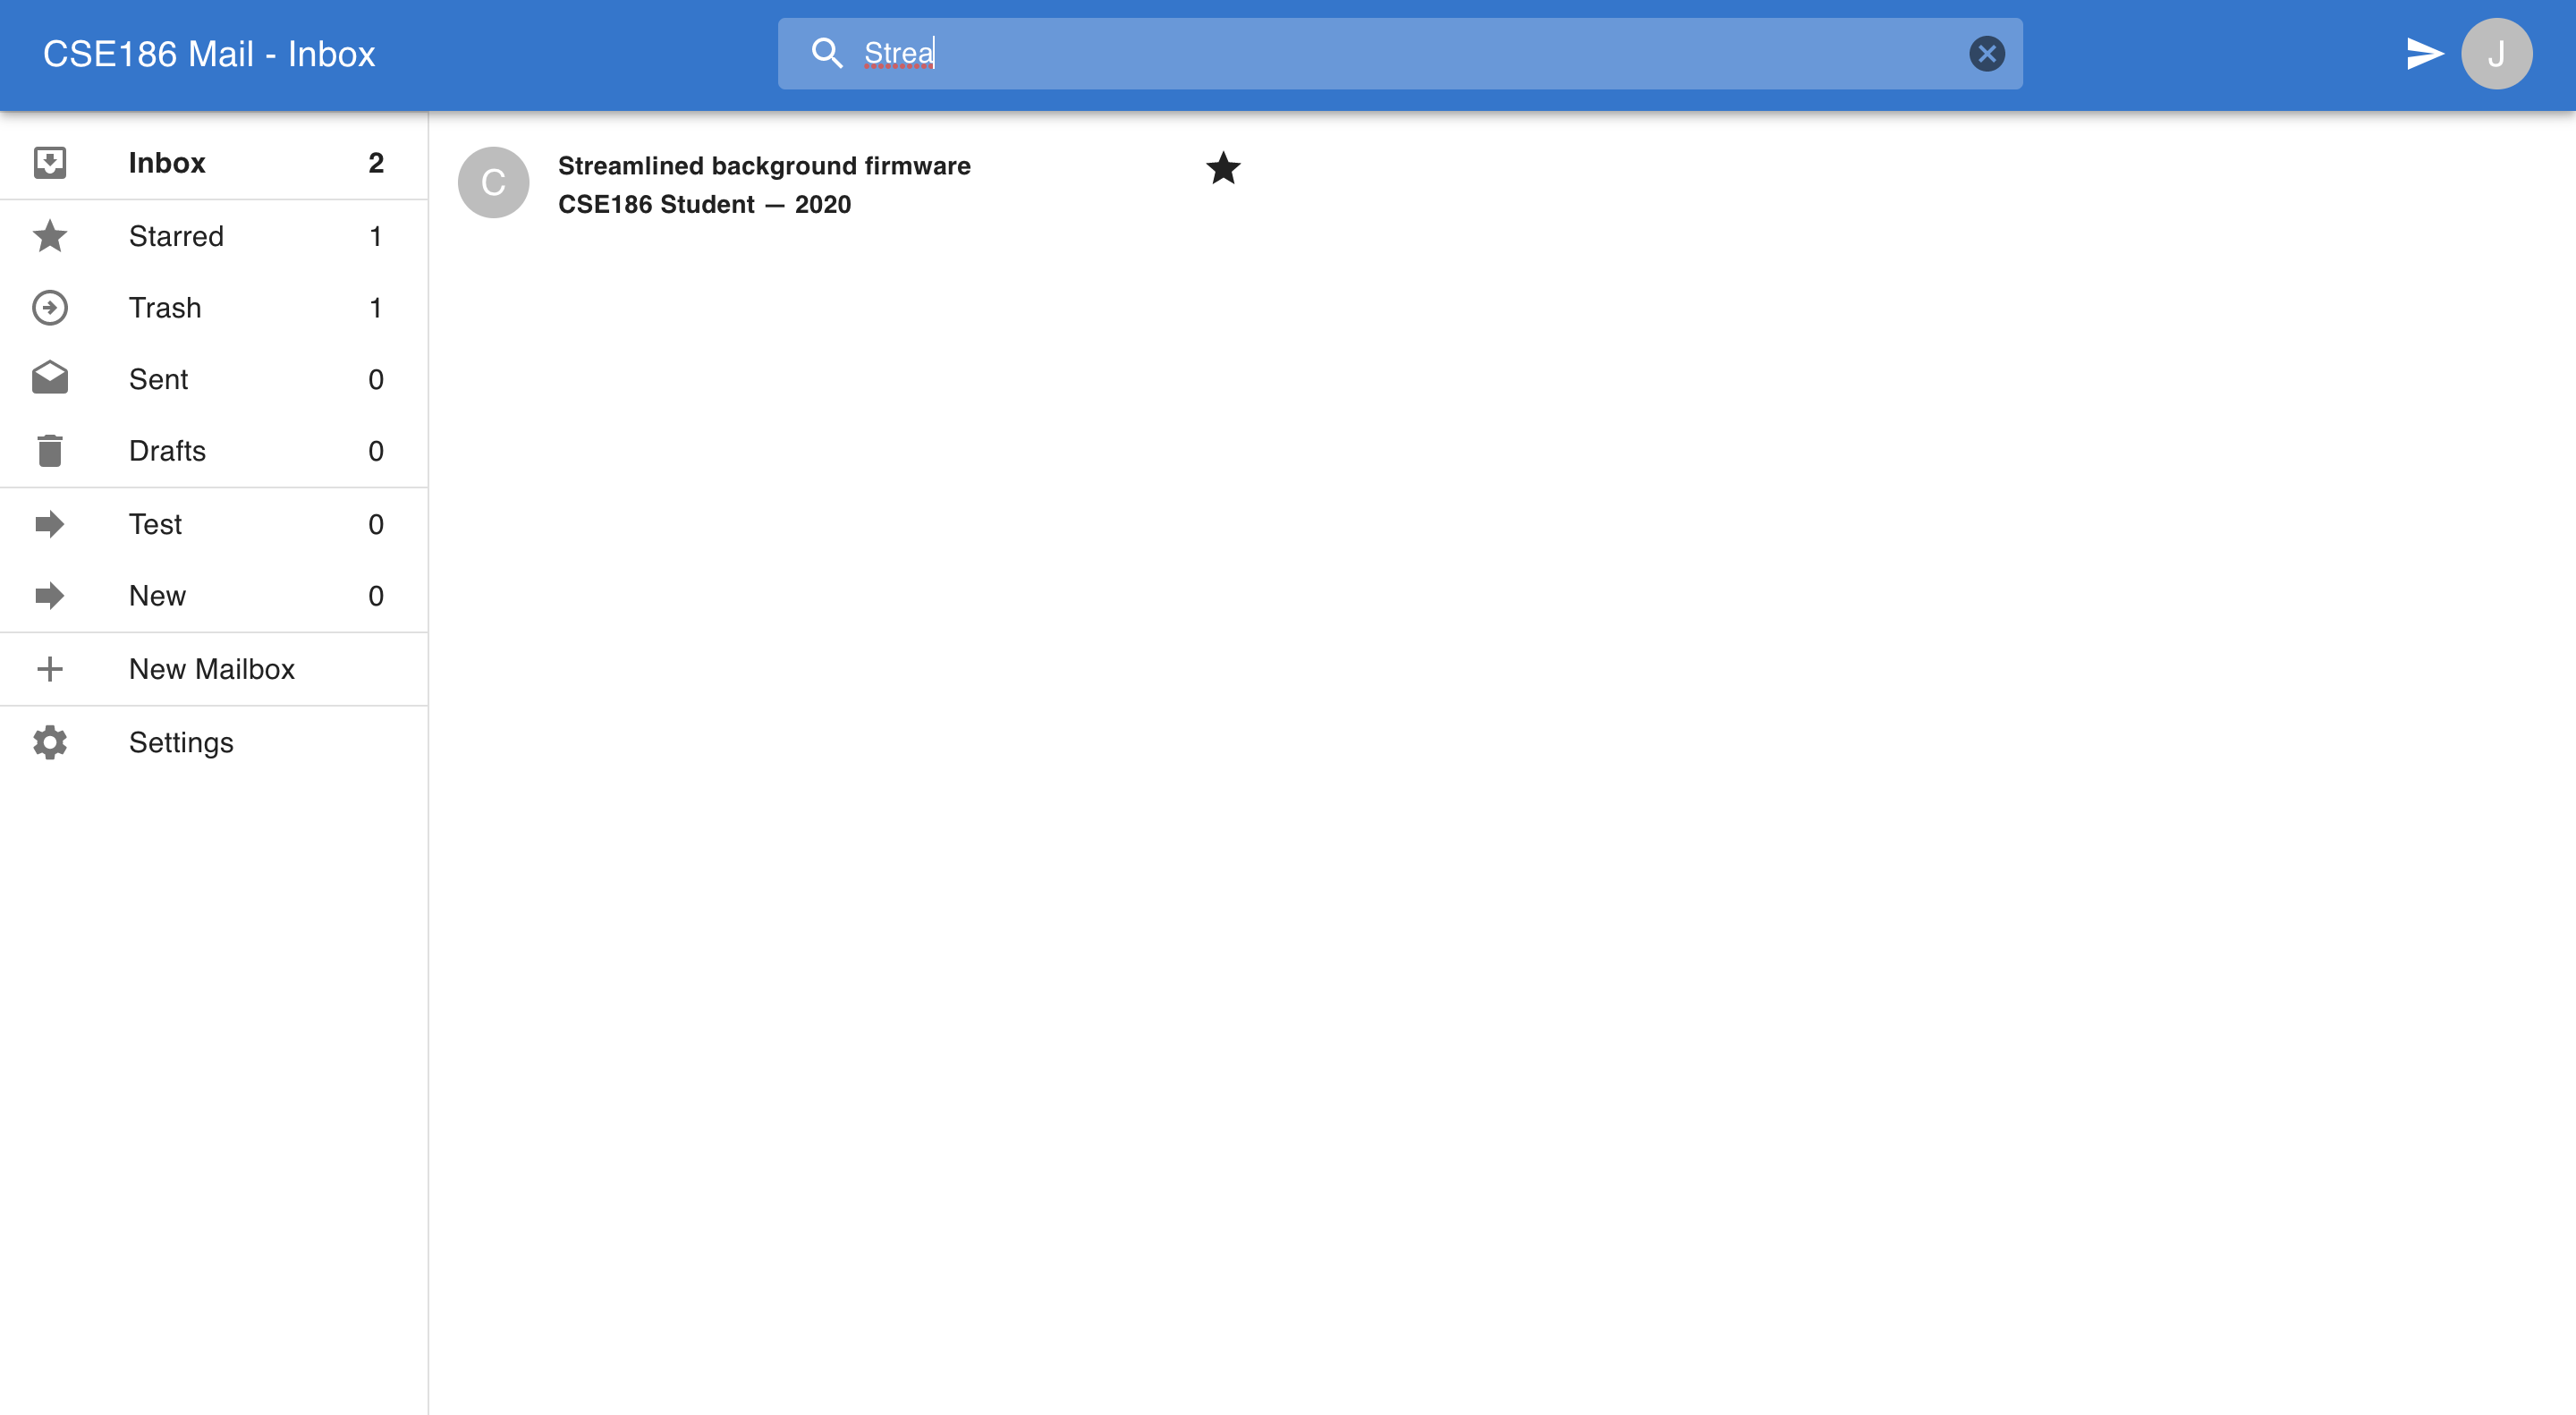 CSE186 Mail - Inbox
Strea
J
Inbox 2
Starred 1
Trash 1
Sent 0
Drafts 0
Test 0
New 0
New Mailbox
Settings
C
Streamlined background firmware
CSE186 Student — 2020